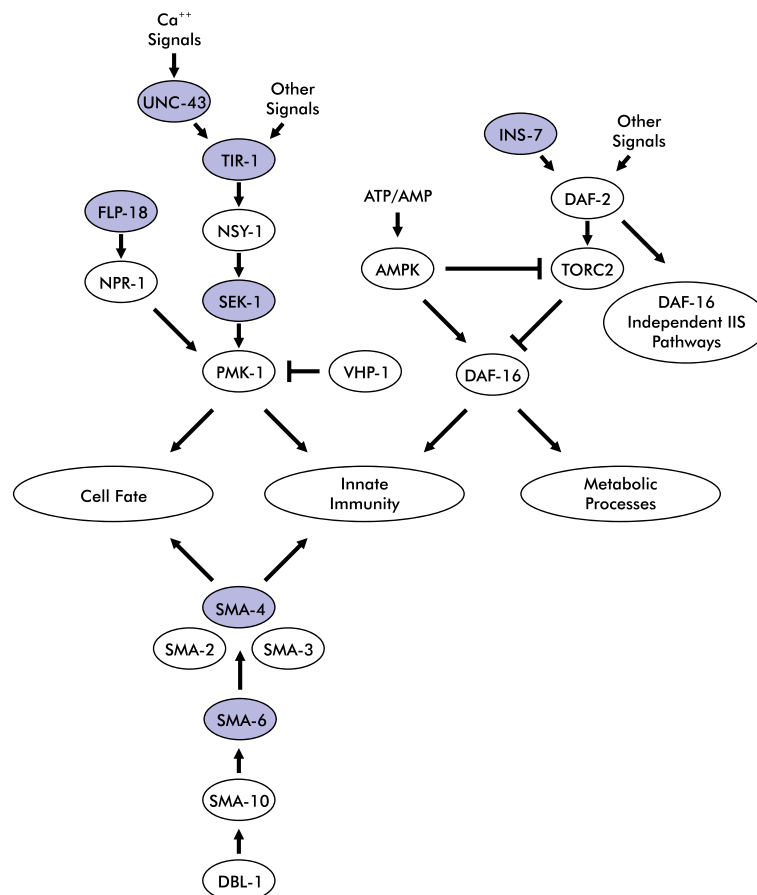 Ca++
Signals
UNC-43
Other
Signals
TIR-1
INS-7
Other
Signals
DAF-2
FLP-18
NSY-1
ATP/AMP
NPR-1
AMPK
TORC2
SEK-1
DAF-16
Independent IIS
Pathways
PMK-1
VHP-1
DAF-16
Cell Fate
Innate
Immunity
Metabolic
Processes
SMA-4
SMA-2
SMA-3
SMA-6
SMA-10
DBL-1